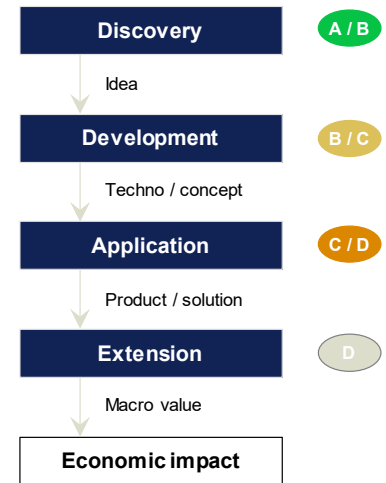 Discovery
A / B
Idea
Development
B / C
Techno / concept
Application
C / D
Product / solution
Extension
D
Macro value
Economic impact